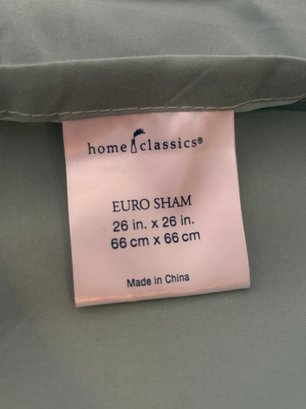 home classics®
EURO SHAM
26 in. x 26 in.
66 cm x 66 cm
Made in China